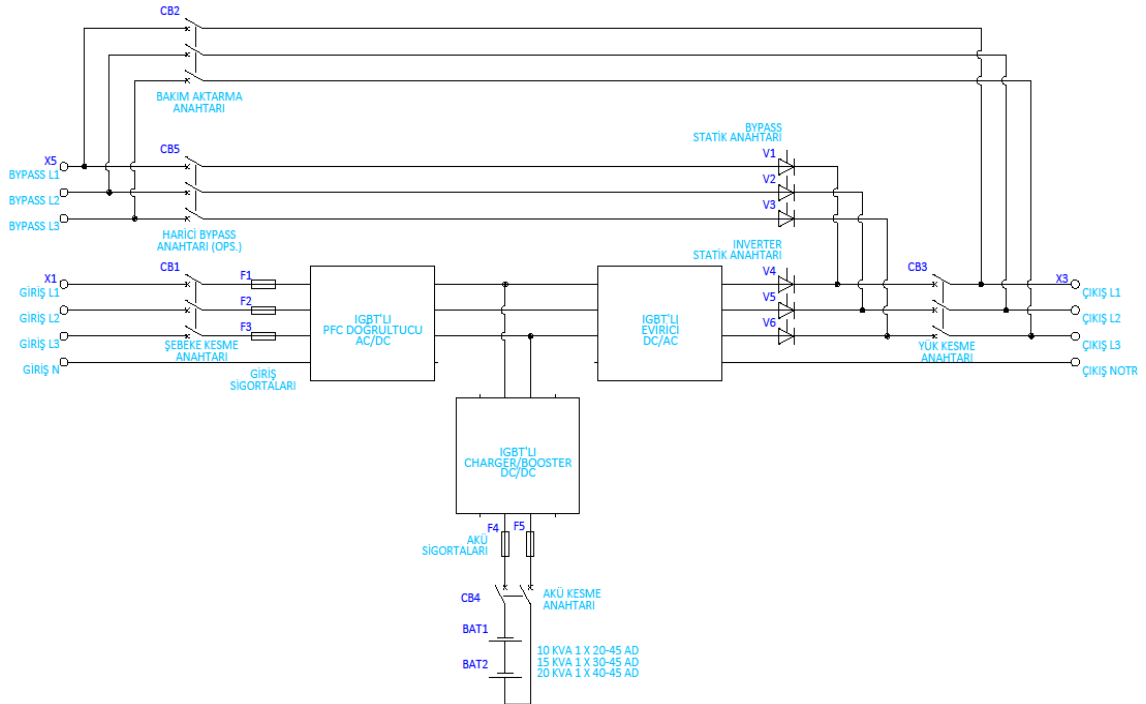 CB2
BAKIM AKTARMA
ANAHTARI
BYPASS
STATİK ANAHTARI
X5
CB5
V1
BYPASS L1
V2
BYPASS L2
V3
BYPASS L3
HARİCİ BYPASS
ANAHTARI (OPS.)
INVERTER
STATİK ANAHTARI
X1
CB1
F1
V4
CB3
X3
GİRİŞ L1
ÇIKIŞ L1
F2
V5
GİRİŞ L2
ÇIKIŞ L2
IGBT'LI
PFC DOĞRULTUCU
AC/DC
IGBT'LI
EVIRICI
DC/AC
F3
V6
GİRİŞ L3
ÇIKIŞ L3
ŞEBEKE KESME
ANAHTARI
YÜK KESME
ANAHTARI
GİRİŞ N
GİRİŞ
SİGORTALARI
ÇIKIŞ NOTR
IGBT'LI
CHARGER/BOOSTER
DC/DC
F4
F5
AKÜ
SİGORTALARI
CB4
AKÜ KESME
ANAHTARI
BAT1
10 KVA 1 X 20-45 AD
15 KVA 1 X 30-45 AD
20 KVA 1 X 40-45 AD
BAT2